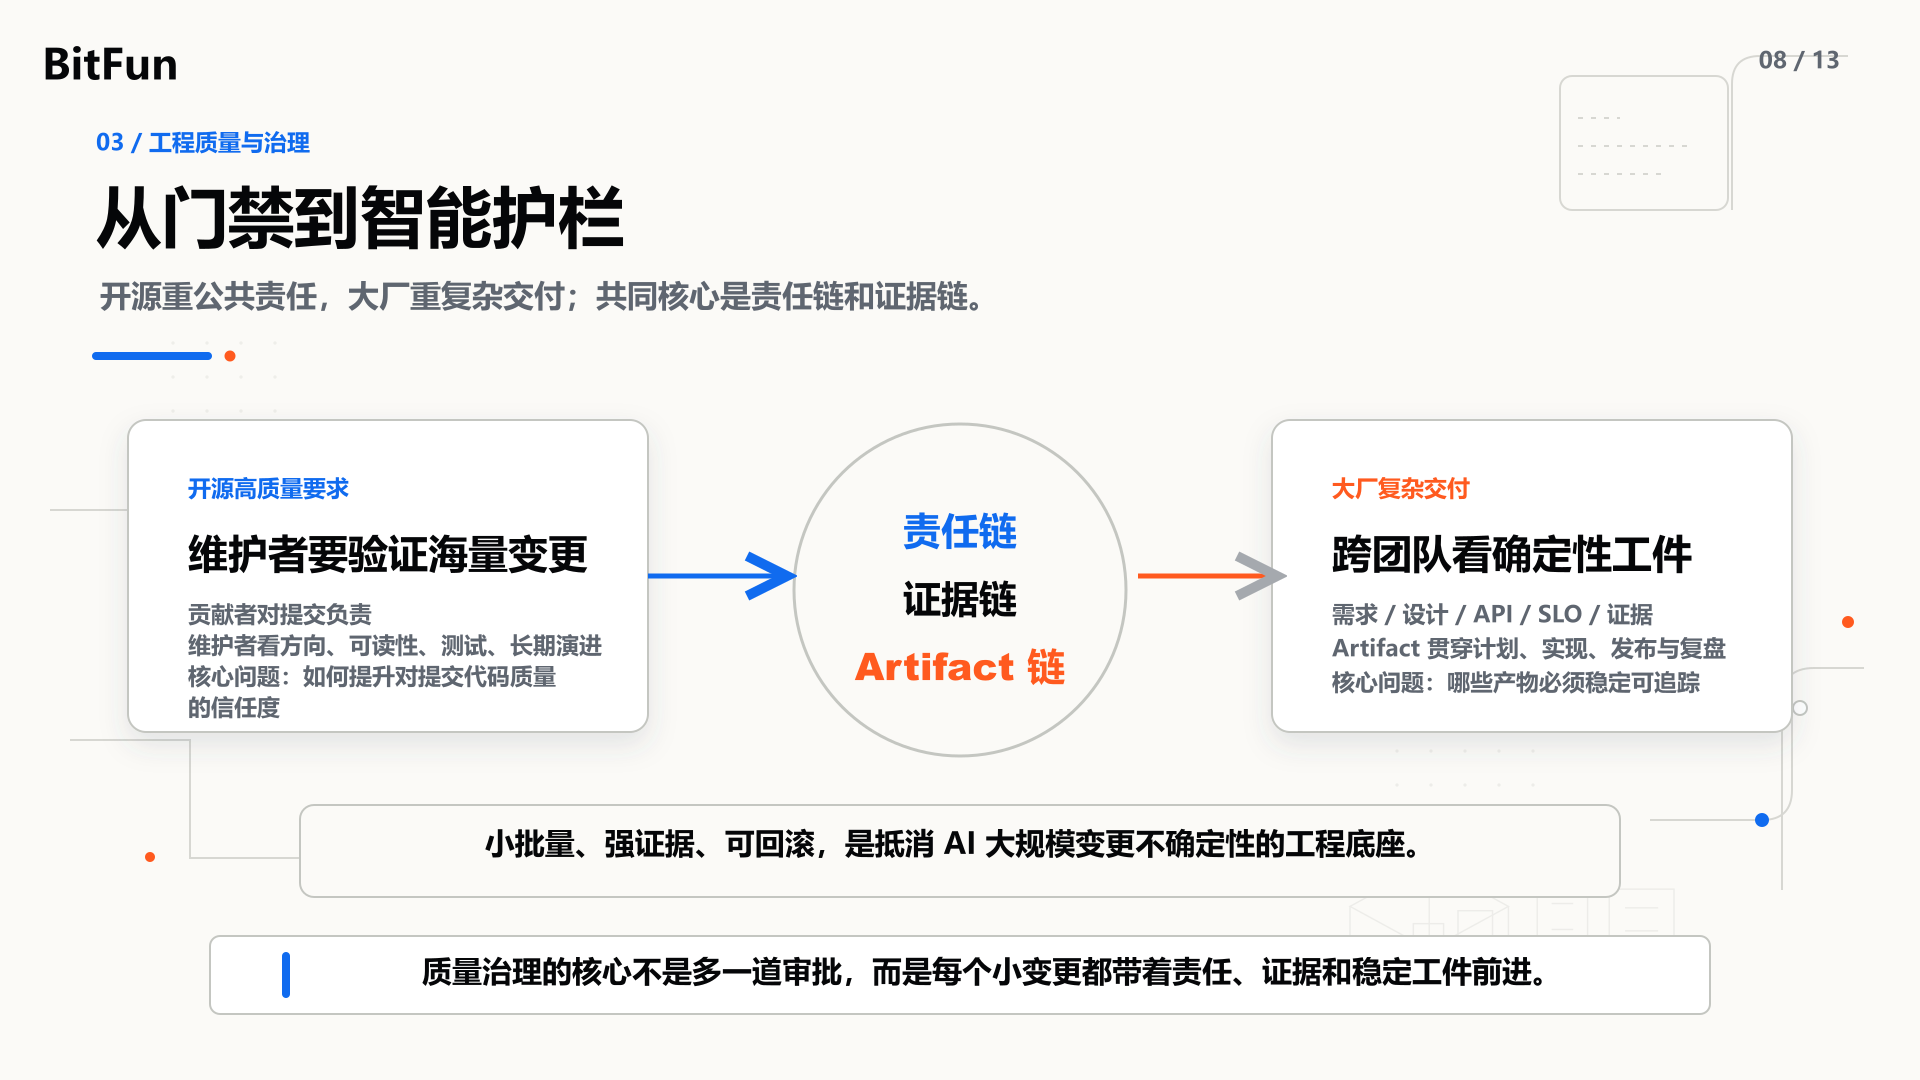 BitFun
08 / 13
03 / 工程质量与治理
从门禁到智能护栏
开源重公共责任，大厂重复杂交付；共同核心是责任链和证据链。
开源高质量要求
维护者要验证海量变更
贡献者对提交负责
维护者看方向、可读性、测试、长期演进
核心问题：如何提升对提交代码质量
的信任度
责任链
证据链
Artifact 链
大厂复杂交付
跨团队看确定性工件
需求 / 设计 / API / SLO / 证据
Artifact 贯穿计划、实现、发布与复盘
核心问题：哪些产物必须稳定可追踪
小批量、强证据、可回滚，是抵消 AI 大规模变更不确定性的工程底座。
质量治理的核心不是多一道审批，而是每个小变更都带着责任、证据和稳定工件前进。